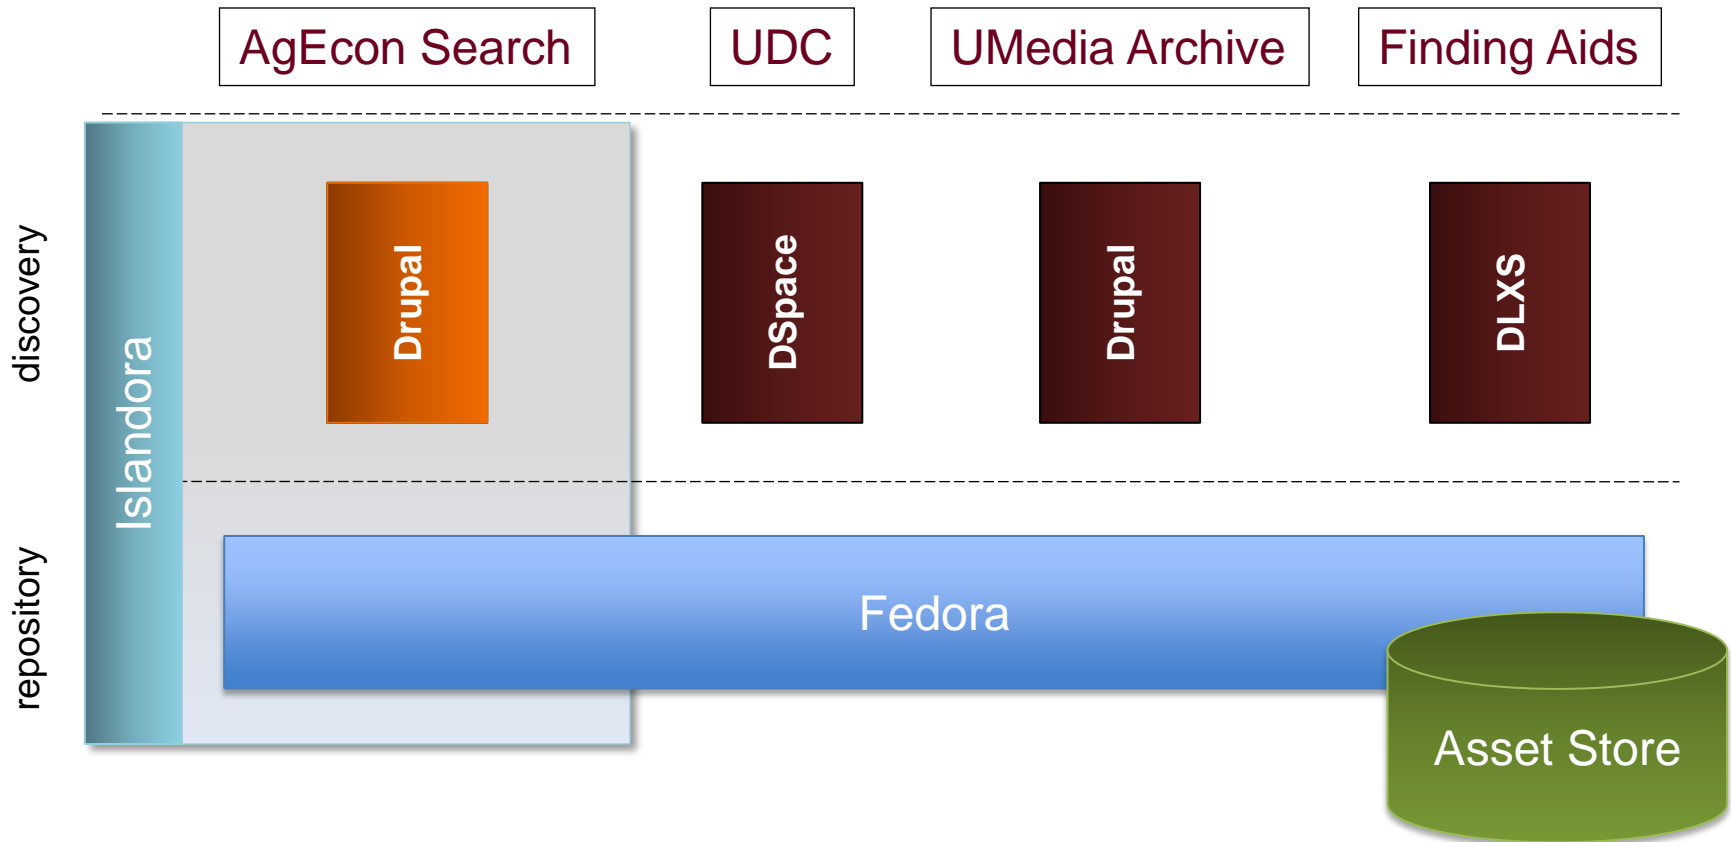 AgEcon Search
UDC
UMedia Archive
Finding Aids
discovery
Islandora
Drupal
DSpace
Drupal
DLXS
repository
Fedora
Asset Store